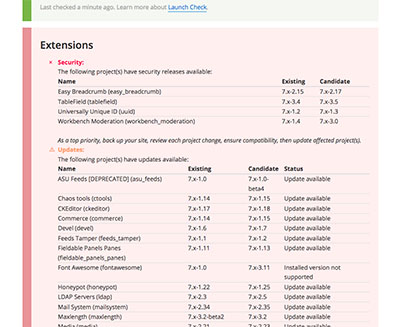 Last checked a minute ago. Learn more about Launch Check.
Extensions
× Security:
The following project(s) have security releases available:
Name Existing Candidate
Easy Breadcrumb (easy_breadcrumb) 7.x-2.15 7.x-2.17
TableField (tablefield) 7.x-3.4 7.x-3.5
Universally Unique ID (uuid) 7.x-1.2 7.x-1.3
Workbench Moderation (workbench_moderation) 7.x-1.4 7.x-3.0
As a top priority, back up your site, review each project change, ensure compatibility, then update affected project(s).
⚠ Updates:
The following project(s) have updates available:
Name Existing Candidate Status
ASU Feeds [DEPRECATED] (asu_feeds) 7.x-1.0 7.x-1.0-
beta4 Update available
Chaos tools (ctools) 7.x-1.14 7.x-1.15 Update available
CKEditor (ckeditor) 7.x-1.17 7.x-1.18 Update available
Commerce (commerce) 7.x-1.14 7.x-1.15 Update available
Devel (devel) 7.x-1.6 7.x-1.7 Update available
Feeds Tamper (feeds_tamper) 7.x-1.1 7.x-1.2 Update available
Fieldable Panels Panes 7.x-1.11 7.x-1.13 Update available
(fieldable_panels_panes)
Font Awesome (fontawesome) 7.x-1.0 7.x-3.11 Installed version not
supported
Honeypot (honeypot) 7.x-1.22 7.x-1.25 Update available
LDAP Servers (ldap) 7.x-2.3 7.x-2.5 Update available
Mail System (mailsystem) 7.x-2.34 7.x-2.35 Update available
Maxlength (maxlength) 7.x-3.2-beta2 7.x-3.2 Update available
Media (media) 7.x-2.21 7.x-2.23 Update available